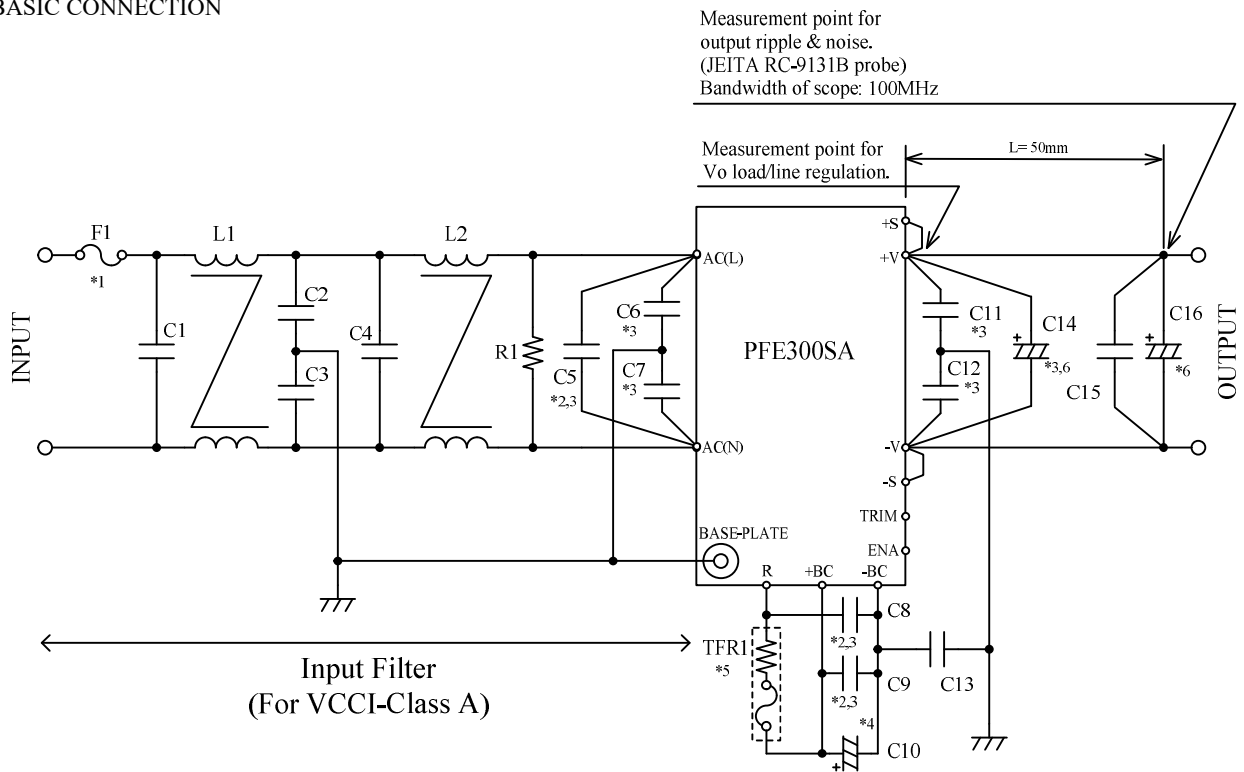 BASIC CONNECTION
Measurement point for
output ripple & noise.
(JEITA RC-9131B probe)
Bandwidth of scope: 100MHz
Measurement point for
Vo load/line regulation.
L= 50mm
F1
*1
L1
L2
+S
AC(L)
+V
C1
C2
C3
C4
R1
C5
*2,3
C6
*3
C7
*3
PFE300SA
C11
*3
C12
*3
C14
*3,6
C15
C16
*6
INPUT
OUTPUT
AC(N)
-V
-S
TRIM
ENA
BASE-PLATE
R
+BC
-BC
C8
*2,3
TFR1
*5
C9
*2,3
C13
*4
C10
+
+
+
Input Filter
(For VCCI-Class A)